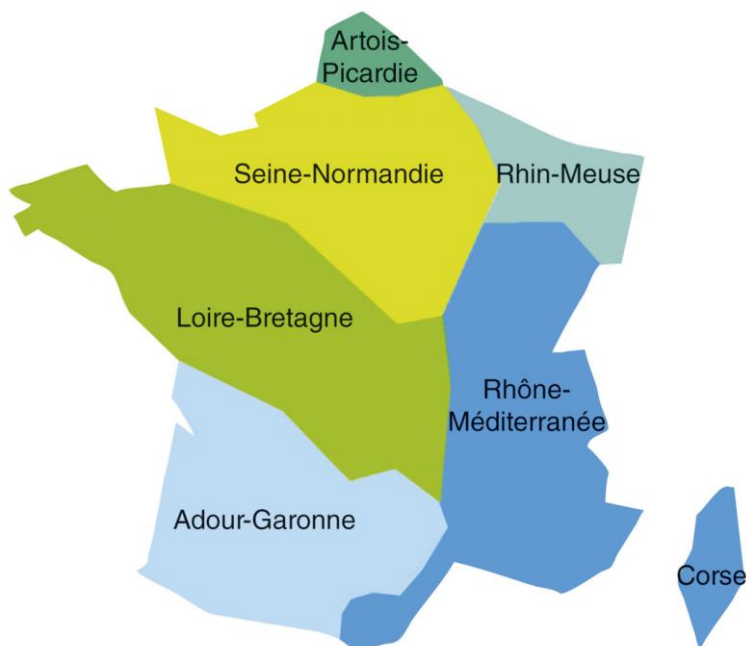 Artois-
Picardie
Seine-Normandie
Rhin-Meuse
Loire-Bretagne
Rhône-
Méditerranée
Adour-Garonne
Corse